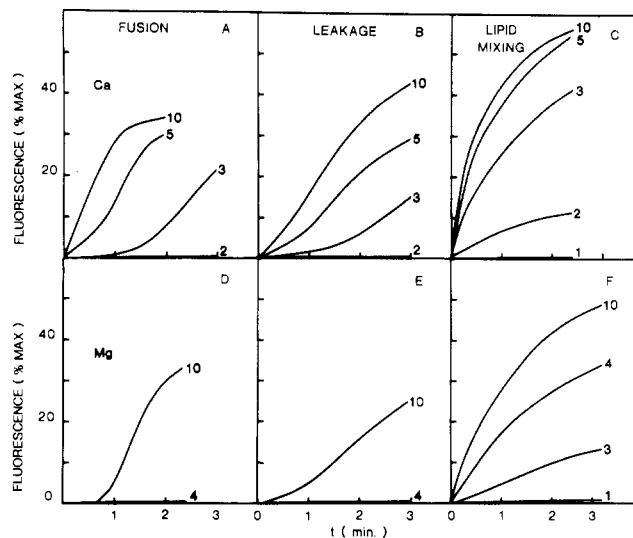 FUSION A
LEAKAGE B
LIPID MIXING C
FLUORESCENCE ( % MAX )
40
20
Ca
10
5
3
2
10
5
3
2
10
5
3
2
1
D
E
F
FLUORESCENCE ( % MAX )
40
20
0
Mg
10
4
10
4
10
4
3
1
1 2 3
1 2 3
0 1 2 3
t ( min. )